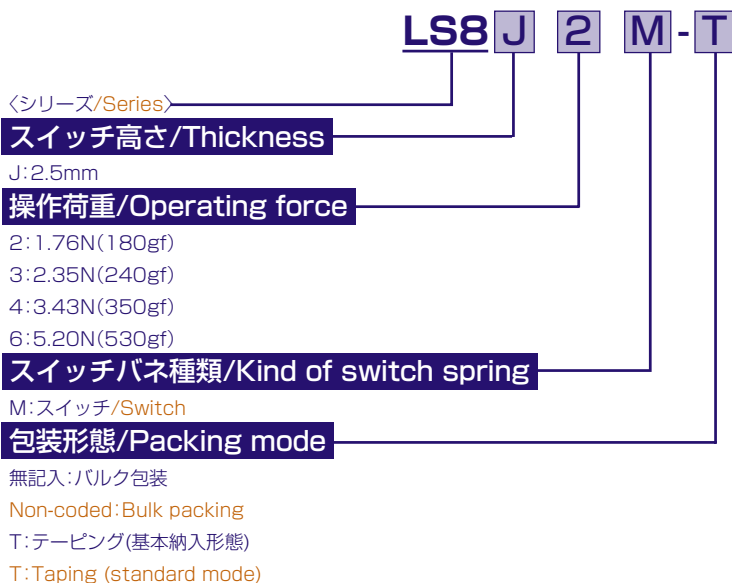 LS8 J 2 M - T
〈シリーズ/Series〉
スイッチ高さ/Thickness
J:2.5mm
操作荷重/Operating force
2:1.76N(180gf)
3:2.35N(240gf)
4:3.43N(350gf)
6:5.20N(530gf)
スイッチバネ種類/Kind of switch spring
M:スイッチ/Switch
包装形態/Packing mode
無記入:バルク包装
Non-coded:Bulk packing
T:テーピング(基本納入形態)
T:Taping (standard mode)